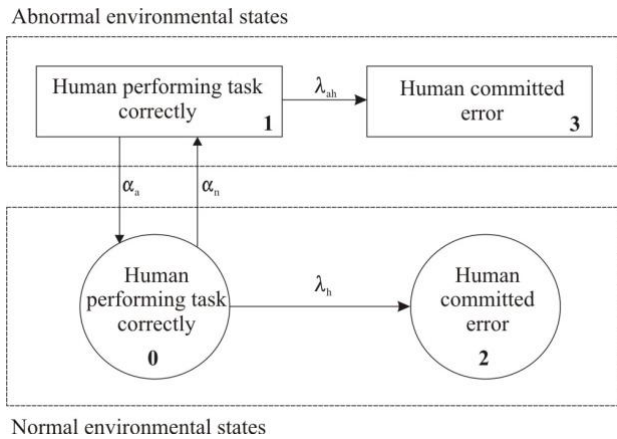 Abnormal environmental states
Human performing task
correctly
1
λah
Human committed
error
3
αa
αn
Human
performing task
correctly
0
λh
Human
committed
error
2
Normal environmental states